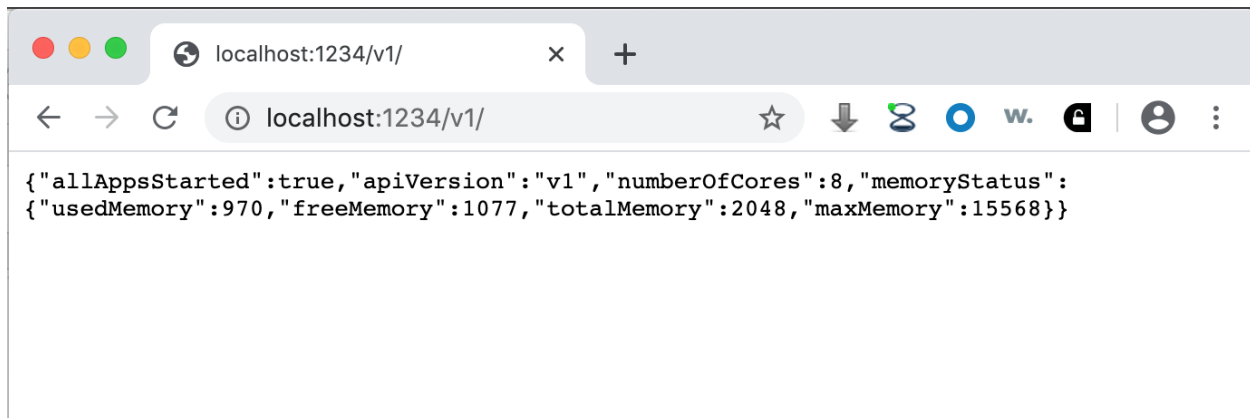 localhost:1234/v1/
localhost:1234/v1/
w.
{"allAppsStarted":true,"apiVersion":"v1","numberOfCores":8,"memoryStatus":
{"usedMemory":970,"freeMemory":1077,"totalMemory":2048,"maxMemory":15568}}